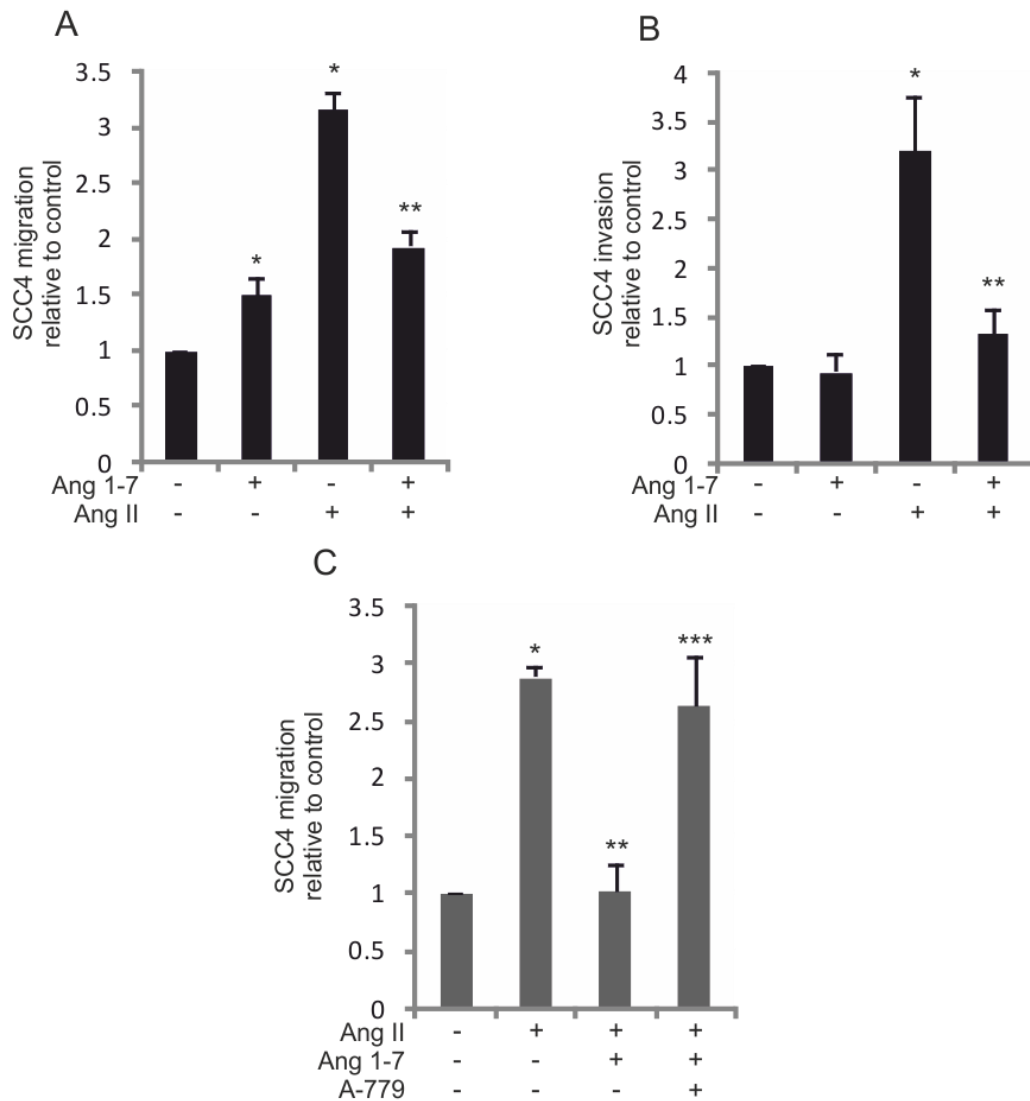 A
SCC4 migration
relative to control
3.5
3
2.5
2
1.5
1
0.5
0
* * **
Ang 1-7 - + - +
Ang II - - + +
B
SCC4 invasion
relative to control
4
3.5
3
2.5
2
1.5
1
0.5
0
* **
Ang 1-7 - + - +
Ang II - - + +
C
SCC4 migration
relative to control
3.5
3
2.5
2
1.5
1
0.5
0
* ** ***
Ang II - + + +
Ang 1-7 - - + +
A-779 - - - +